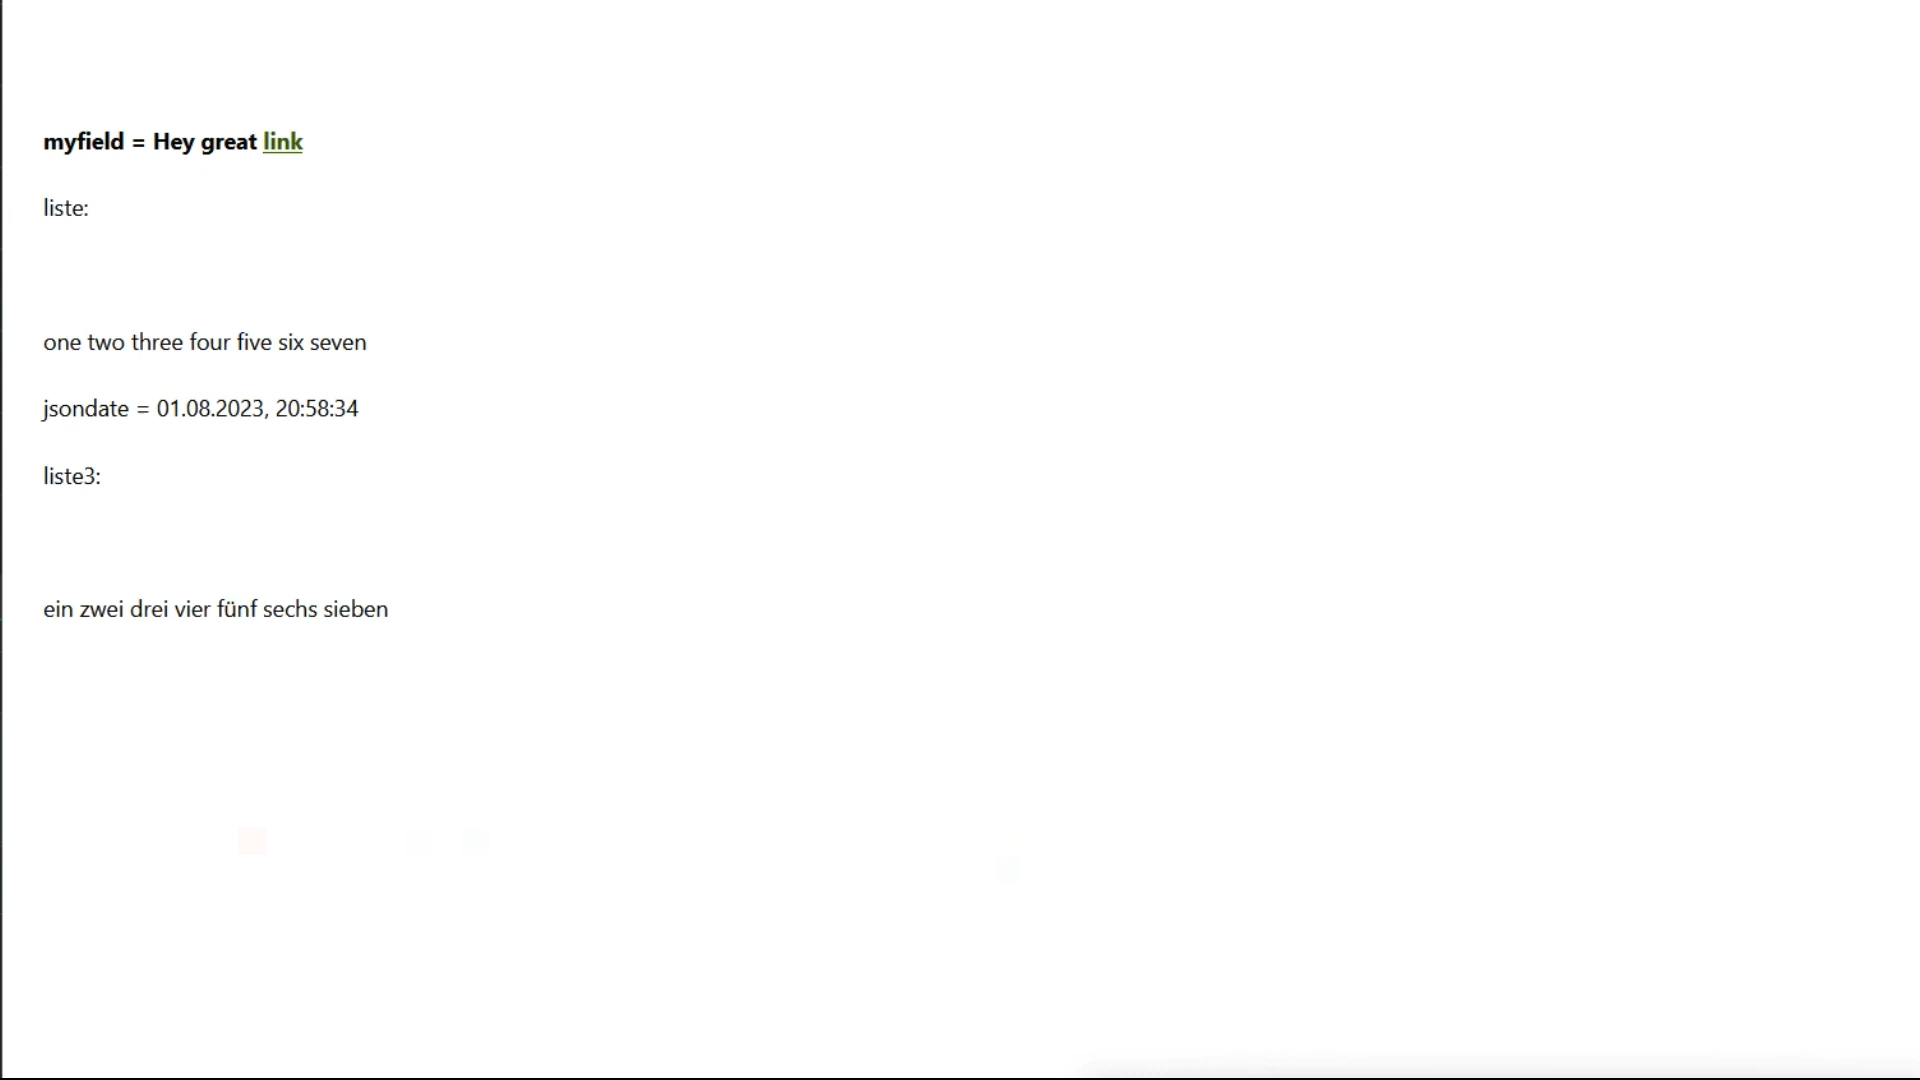 myfield = Hey great link
liste:
one two three four five six seven
jsondate = 01.08.2023, 20:58:34
liste3:
ein zwei drei vier fünf sechs sieben